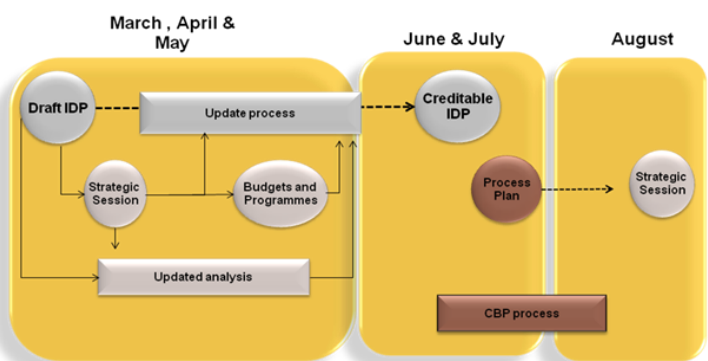 March , April &
May
June & July
August
Draft IDP
Update process
Creditable
IDP
Strategic
Session
Budgets and
Programmes
Process
Plan
Strategic
Session
Updated analysis
CBP process